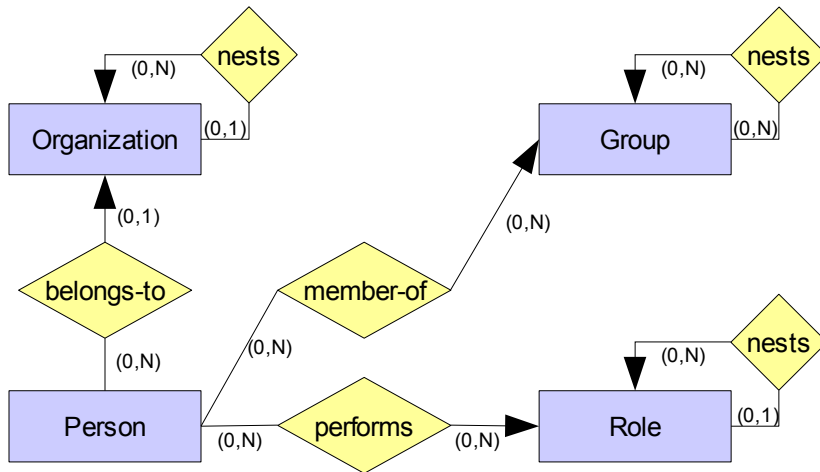 nests
nests
(0,N)
(0,N)
Organization
(0,1)
Group
(0,N)
(0,1)
(0,N)
belongs-to
member-of
nests
(0,N)
(0,N)
(0,N)
Person
(0,N)
performs
(0,N)
Role
(0,1)